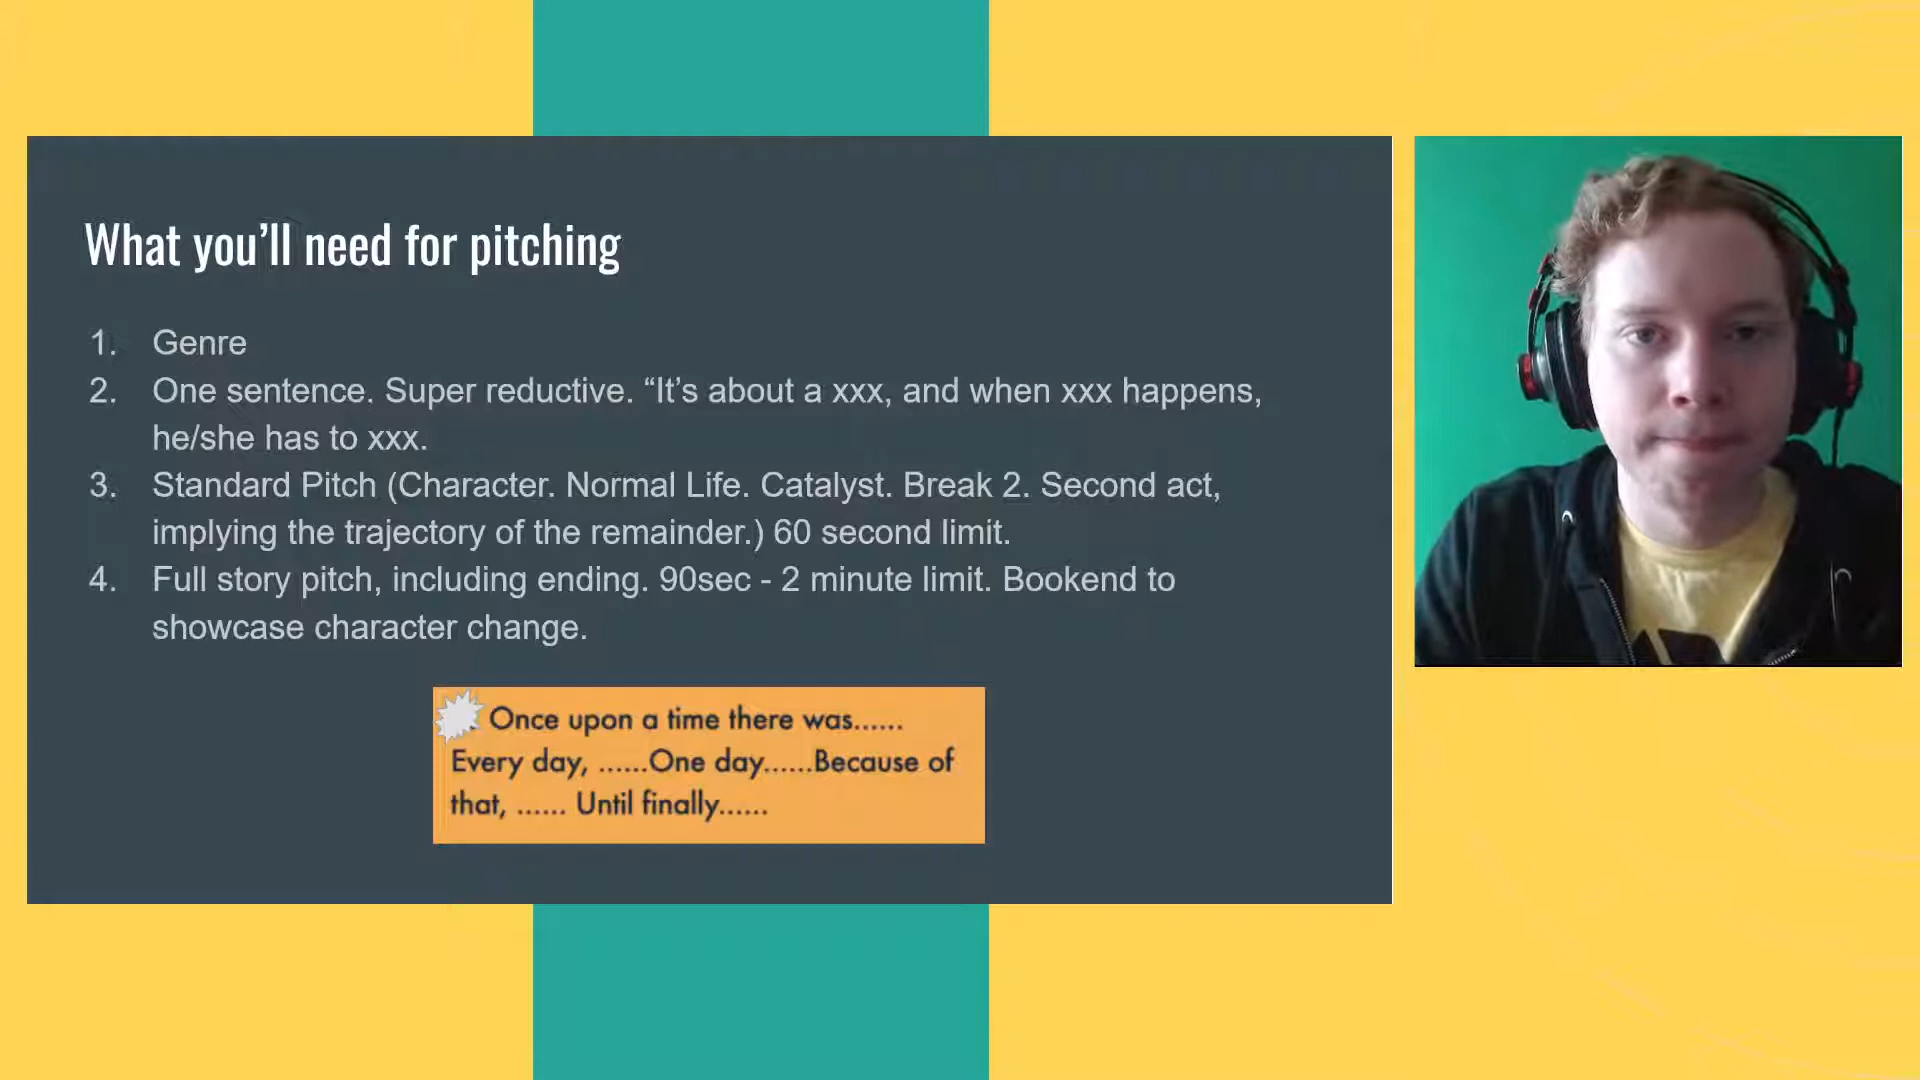 What you’ll need for pitching
1. Genre
2. One sentence. Super reductive. “It’s about a xxx, and when xxx happens,
he/she has to xxx.
3. Standard Pitch (Character. Normal Life. Catalyst. Break 2. Second act,
implying the trajectory of the remainder.) 60 second limit.
4. Full story pitch, including ending. 90sec - 2 minute limit. Bookend to
showcase character change.
Once upon a time there was......
Every day, ......One day......Because of
that, ...... Until finally......